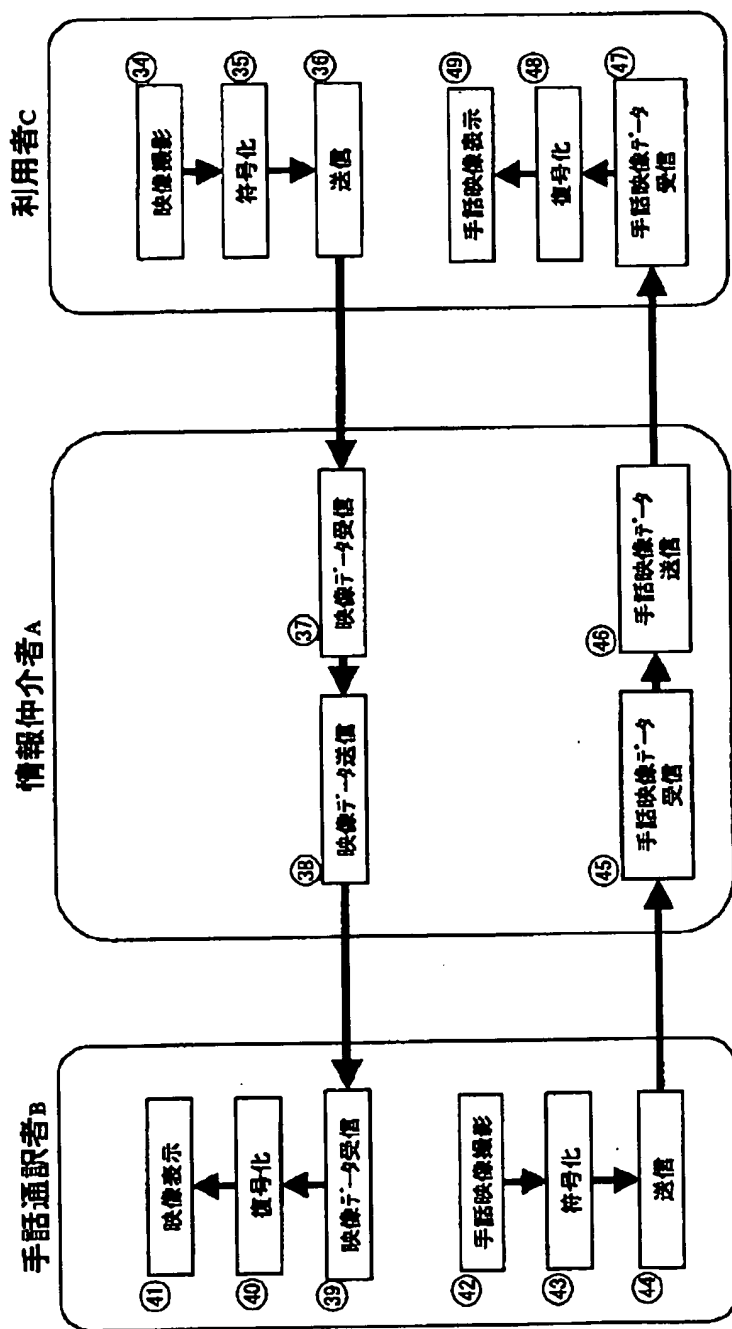 手話通訳者B
㊶
映像表示
㊵
復号化
㊴
映像データ受信
㊷
手話映像撮影
㊸
符号化
㊹
送信
情報仲介者A
㊳
映像データ送信
㊲
映像データ受信
㊺
手話映像データ
受信
㊻
手話映像データ
送信
利用者C
㉞
映像撮影
㉟
符号化
㊱
送信
㊾
手話映像表示
㊽
復号化
㊼
手話映像データ
受信